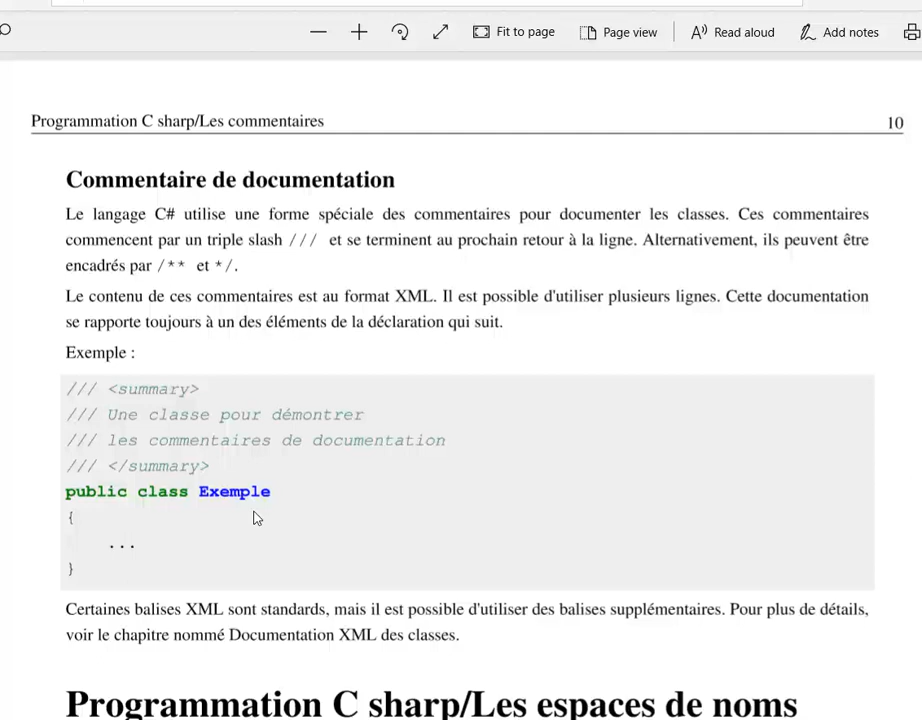 Fit to page
Page view
Read aloud
Add notes
Programmation C sharp/Les commentaires 10
Commentaire de documentation
Le langage C# utilise une forme spéciale des commentaires pour documenter les classes. Ces commentaires
commencent par un triple slash /// et se terminent au prochain retour à la ligne. Alternativement, ils peuvent être
encadrés par /** et */.
Le contenu de ces commentaires est au format XML. Il est possible d'utiliser plusieurs lignes. Cette documentation
se rapporte toujours à un des éléments de la déclaration qui suit.
Exemple :
/// <summary>
/// Une classe pour démontrer
/// les commentaires de documentation
/// </summary>
public class Exemple
{
...
}
Certaines balises XML sont standards, mais il est possible d'utiliser des balises supplémentaires. Pour plus de détails,
voir le chapitre nommé Documentation XML des classes.
Programmation C sharp/Les espaces de noms